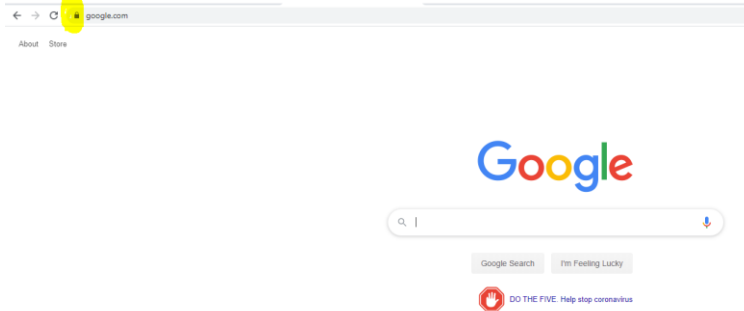 google.com
About Store
Google
Google Search I'm Feeling Lucky
DO THE FIVE. Help stop coronavirus